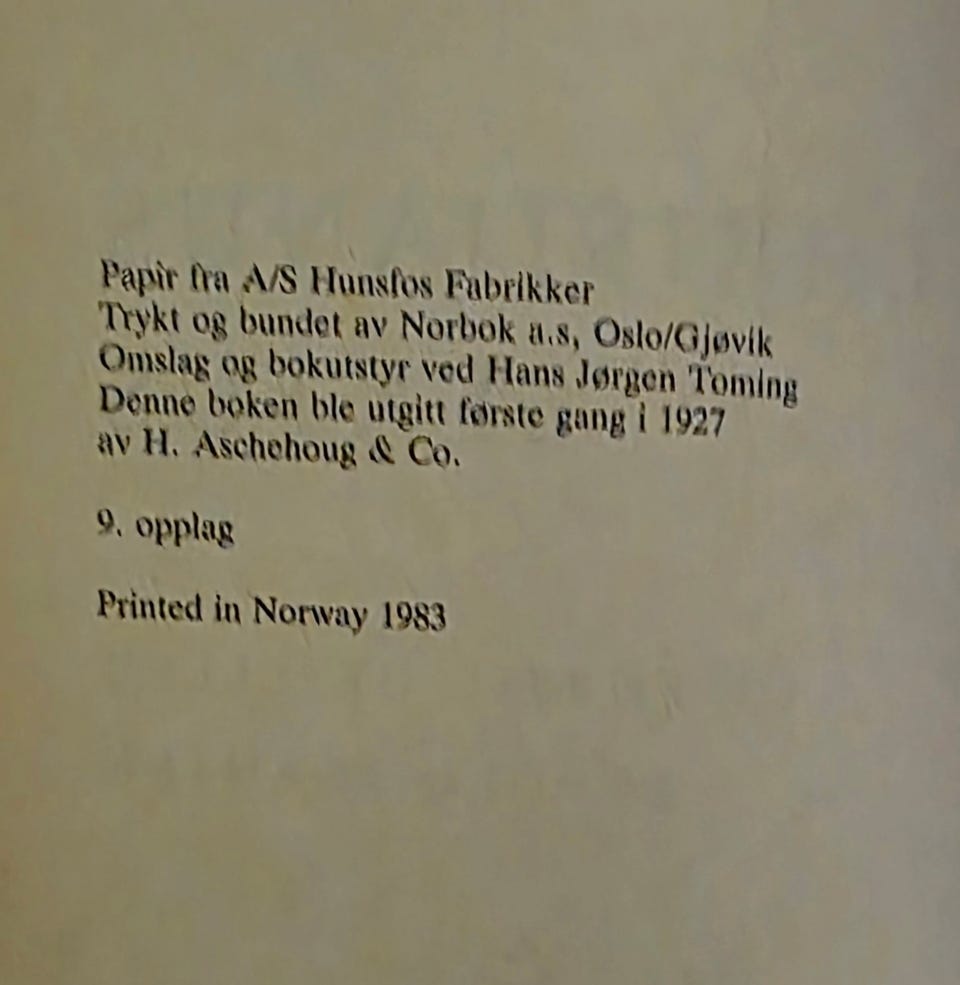 Papir fra A/S Hunsfos Fabrikker
Trykt og bundet av Norbok a.s, Oslo/Gjøvik
Omslag og bokutstyr ved Hans Jørgen Toming
Denne boken ble utgitt første gang i 1927
av H. Aschehoug & Co.
9. opplag
Printed in Norway 1983